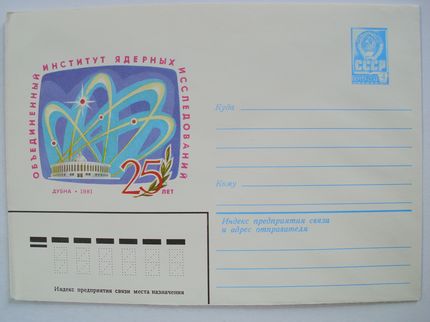 ОБЪЕДИНЕННЫЙ ИНСТИТУТ ЯДЕРНЫХ ИССЛЕДОВАНИЙ
25 ЛЕТ
ДУБНА • 1981
СССР
Куда
Кому
Индекс предприятия связи
и адрес отправителя
Индекс предприятия связи места назначения